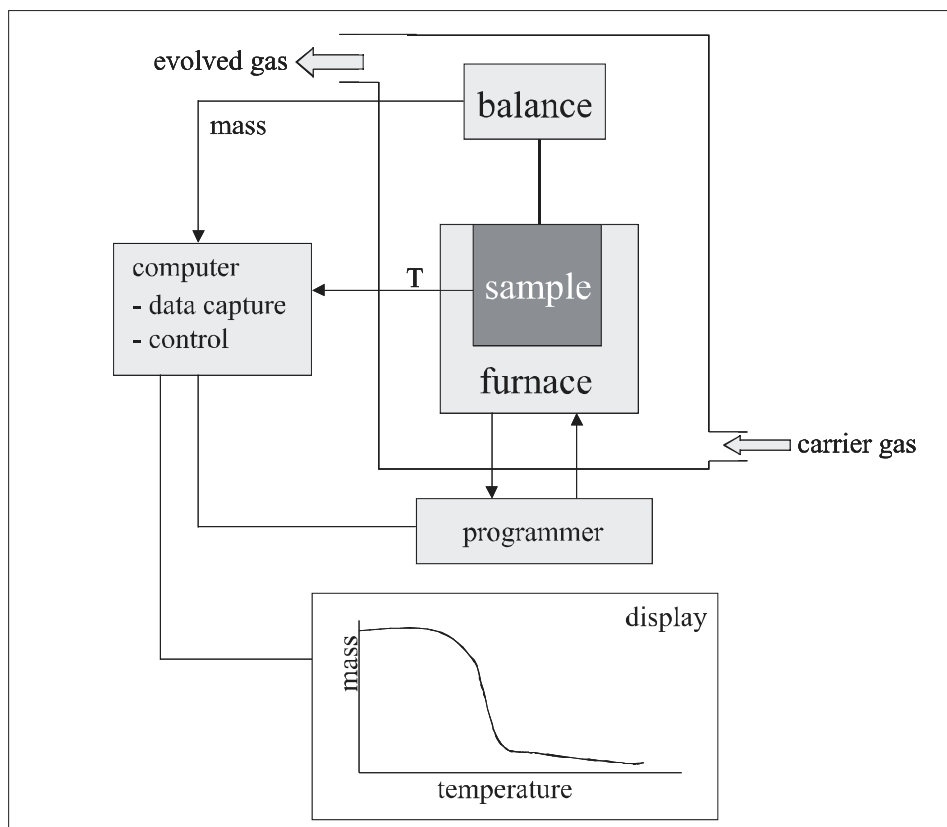 evolved gas
balance
mass
computer
- data capture
- control
T
sample
furnace
carrier gas
programmer
display
mass
temperature